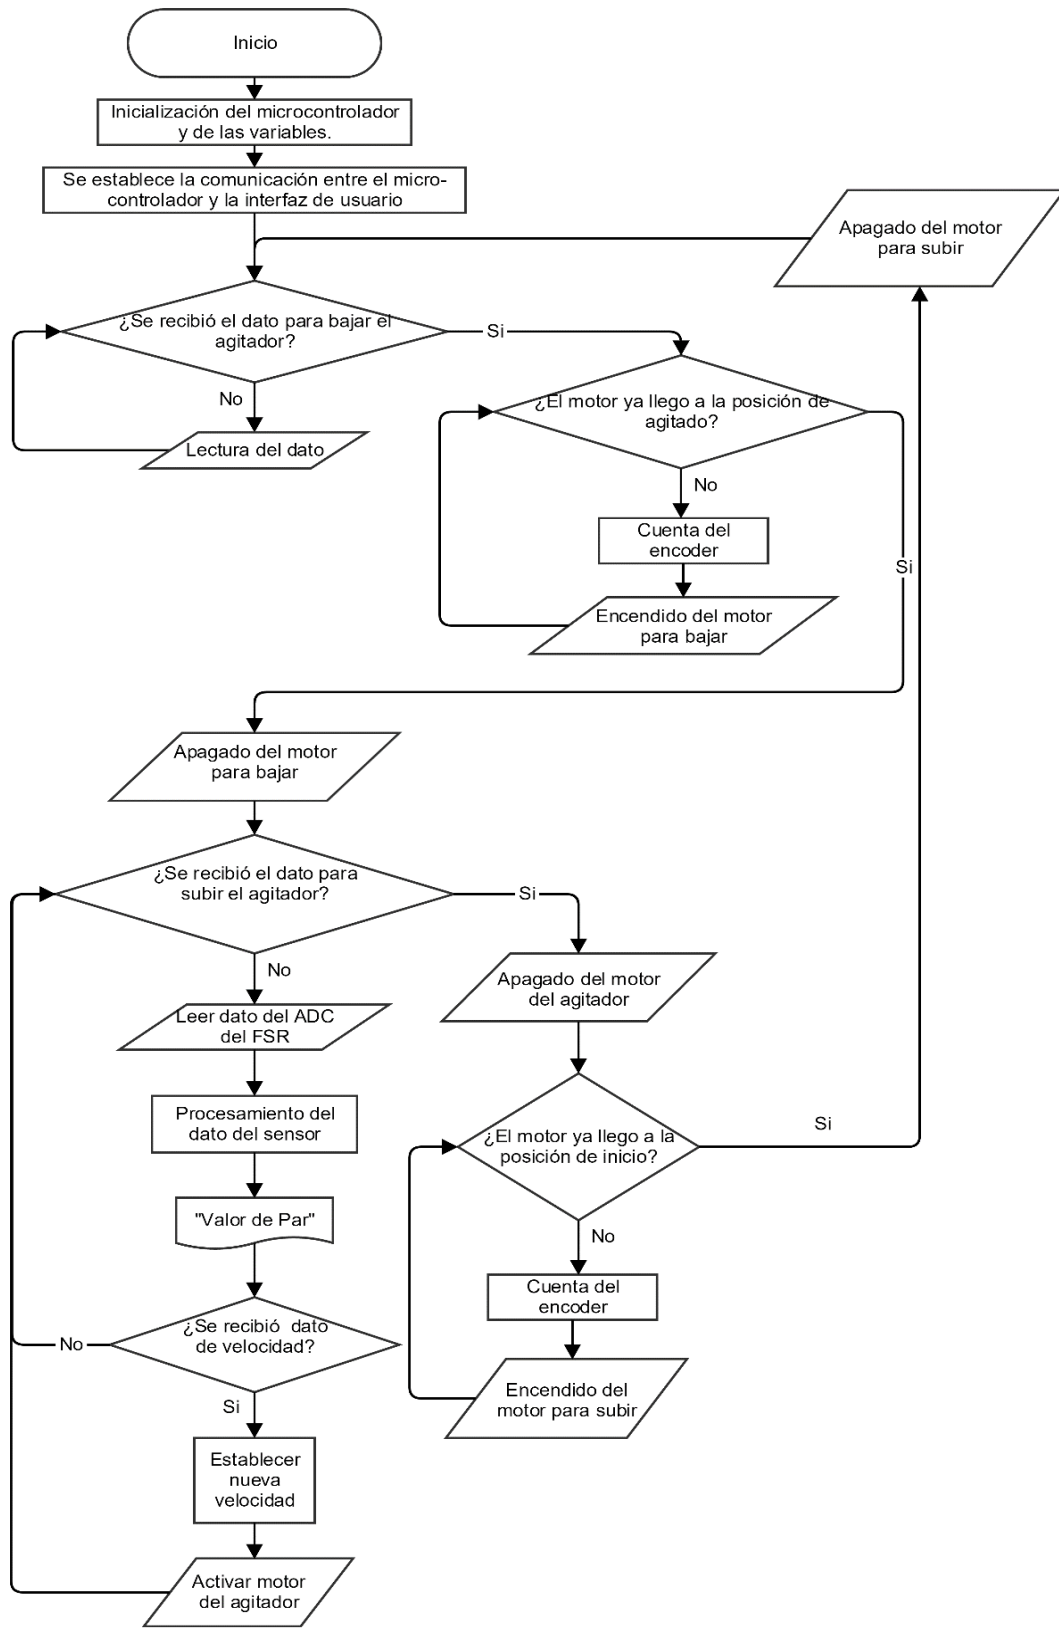 Inicio
Inicialización del microcontrolador
y de las variables.
Se establece la comunicación entre el micro-
controlador y la interfaz de usuario
Apagado del motor
para subir
¿Se recibió el dato para bajar el
agitador?
Si
No
Lectura del dato
¿El motor ya llego a la posición de
agitado?
No
Cuenta del
encoder
Si
Encendido del motor
para bajar
Apagado del motor
para bajar
¿Se recibió el dato para
subir el agitador?
Si
No
Leer dato del ADC
del FSR
Apagado del motor
del agitador
Procesamiento del
dato del sensor
¿El motor ya llego a la
posición de inicio?
Si
"Valor de Par"
No
Cuenta del
encoder
¿Se recibió  dato
de velocidad?
No
Si
Encendido del
motor para subir
Establecer
nueva
velocidad
Activar motor
del agitador